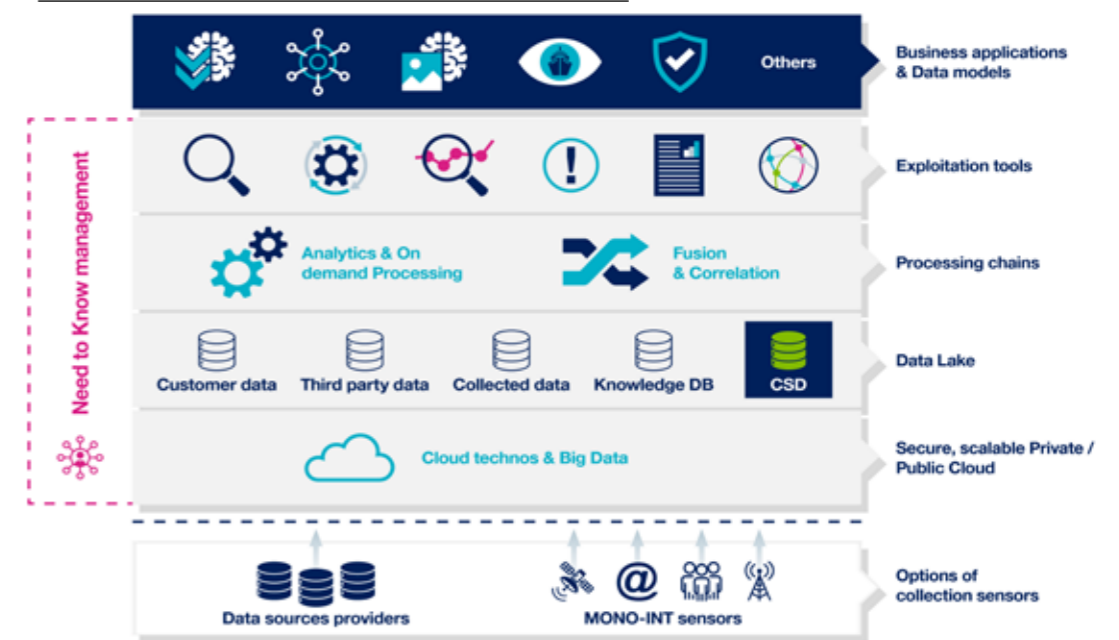 Others
Business applications
& Data models
Need to Know management
Exploitation tools
Analytics & On
demand Processing
Fusion
& Correlation
Processing chains
Customer data
Third party data
Collected data
Knowledge DB
CSD
Data Lake
Cloud technos & Big Data
Secure, scalable Private /
Public Cloud
Data sources providers
@
MONO-INT sensors
Options of
collection sensors